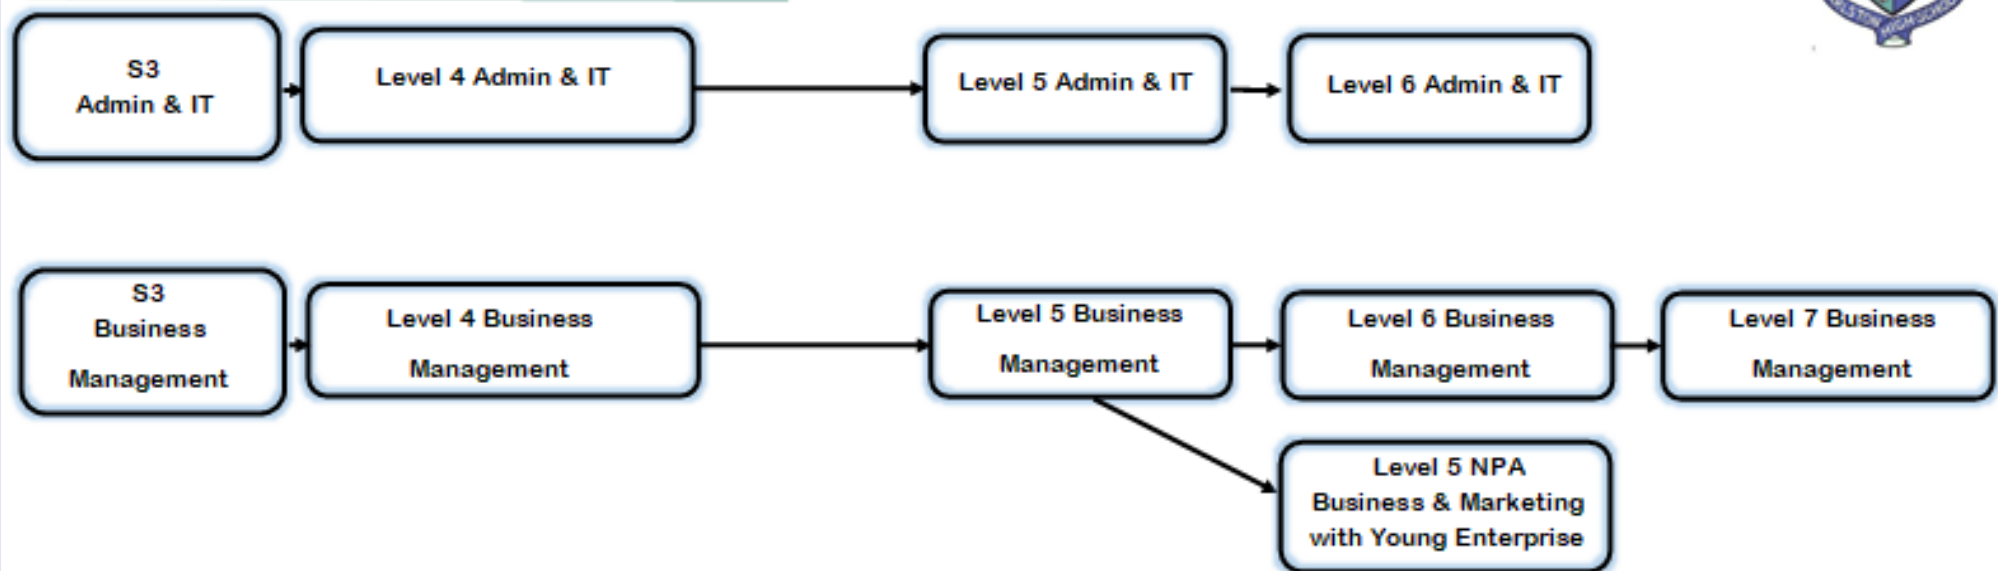 HIGH SCHOOL
S3
Admin & IT
Level 4 Admin & IT
Level 5 Admin & IT
Level 6 Admin & IT
S3
Business
Management
Level 4 Business
Management
Level 5 Business
Management
Level 6 Business
Management
Level 7 Business
Management
Level 5 NPA
Business & Marketing
with Young Enterprise